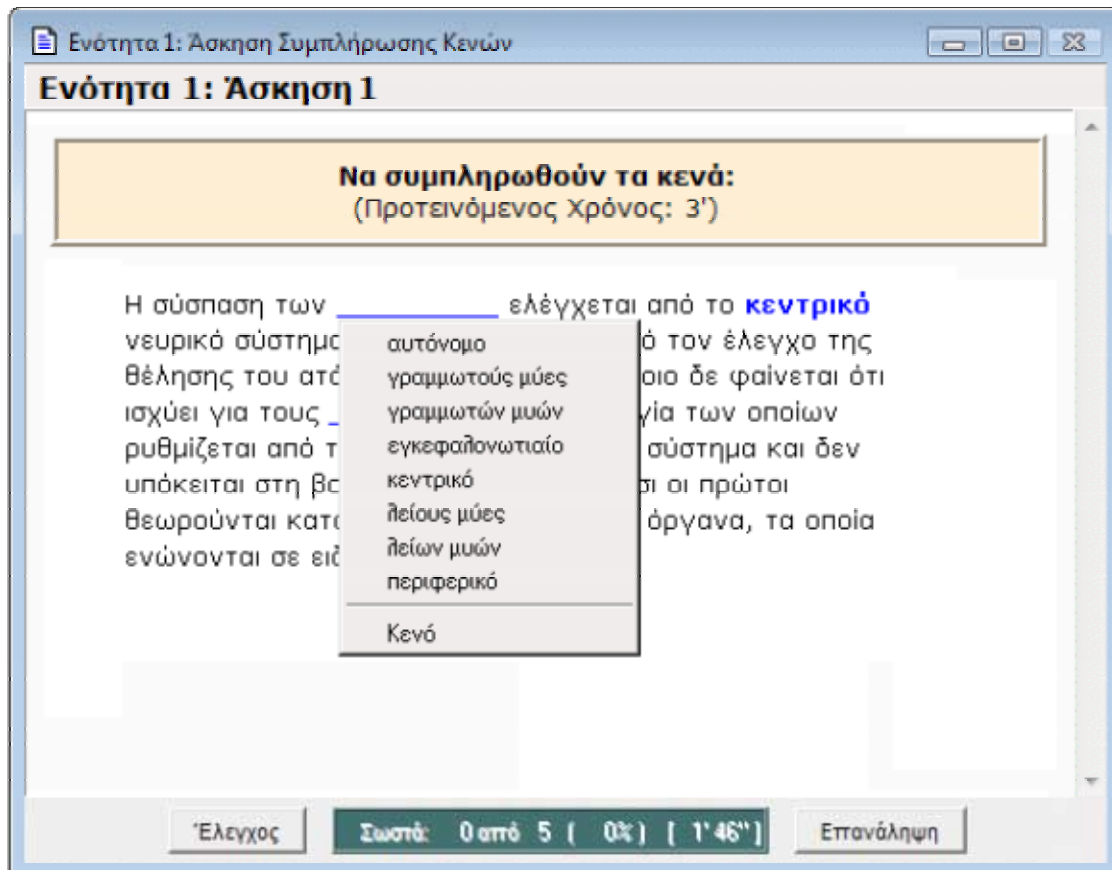 Ενότητα 1: Άσκηση Συμπλήρωσης Κενών
Ενότητα 1: Άσκηση 1
Να συμπληρωθούν τα κενά:
(Προτεινόμενος Χρόνος: 3')
Η σύσπαση των ελέγχεται από το κεντρικό
νευρικό σύστημα ό τον έλεγχο της
θέλησης του ατό οιο δε φαίνεται ότι
ισχύει για τους γία των οποίων
ρυθμίζεται από τ σύστημα και δεν
υπόκειται στη βο σι οι πρώτοι
θεωρούνται κατα όργανα, τα οποία
ενώνονται σε ειδ
αυτόνομο
γραμμωτούς μύες
γραμμωτών μυών
εγκεφαλονωτιαίο
κεντρικό
λείους μύες
λείων μυών
περιφερικό
Κενό
Έλεγχος
Σωστά: 0 από 5 ( 0% ) [ 1' 46'' ]
Επανάληψη